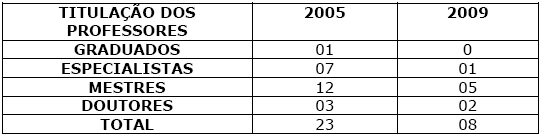 TITULAÇÃO DOS PROFESSORES 2005 2009
GRADUADOS 01 0
ESPECIALISTAS 07 01
MESTRES 12 05
DOUTORES 03 02
TOTAL 23 08